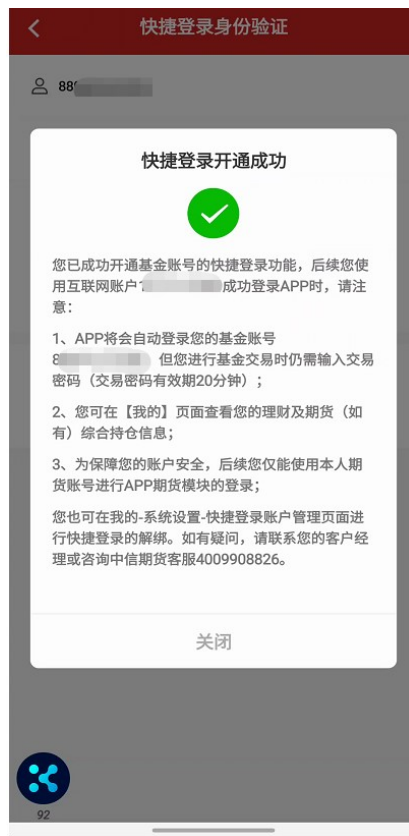 快捷登录身份验证
88
快捷登录开通成功
您已成功开通基金账号的快捷登录功能，后续您使
用互联网账户 成功登录APP时，请注
意：
1、APP将会自动登录您的基金账号
8 但您进行基金交易时仍需输入交易
密码（交易密码有效期20分钟）；
2、您可在【我的】页面查看您的理财及期货（如
有）综合持仓信息；
3、为保障您的账户安全，后续您仅能使用本人期
货账号进行APP期货模块的登录；
您也可在我的-系统设置-快捷登录账户管理页面进
行快捷登录的解绑。如有疑问，请联系您的客户经
理或咨询中信期货客服4009908826。
关闭
92